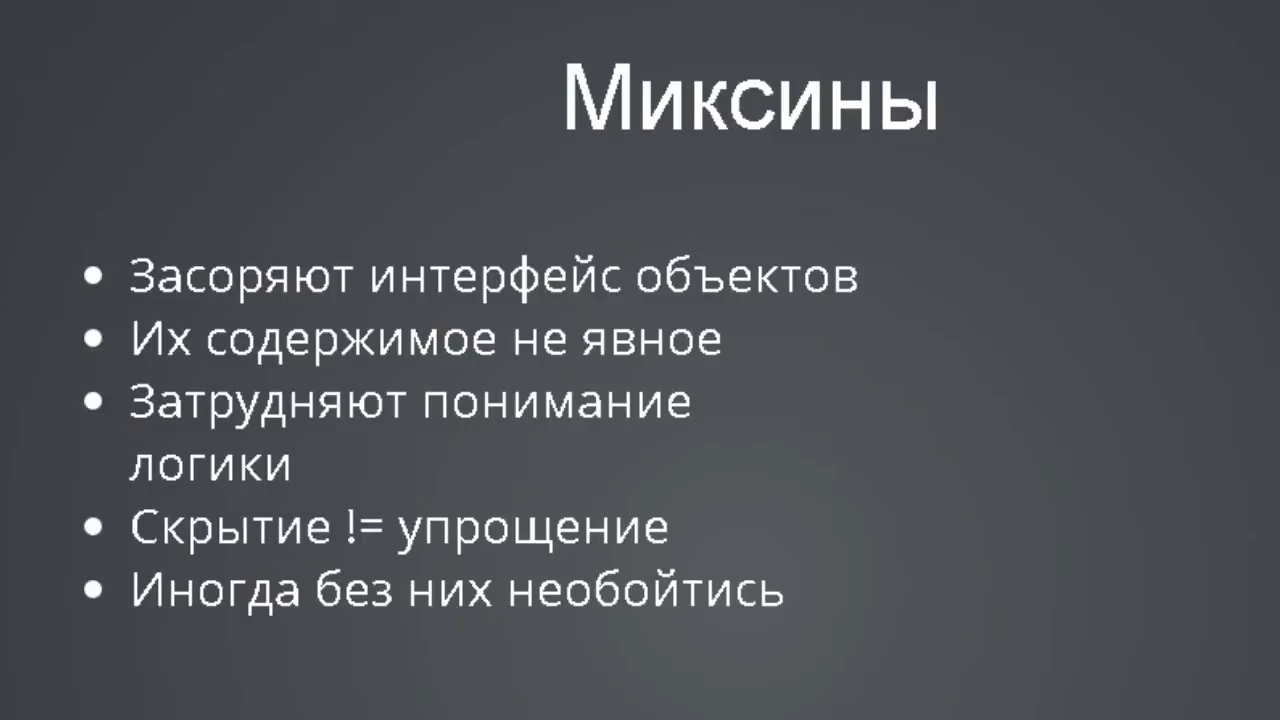 Миксины
• Засоряют интерфейс объектов
• Их содержимое не явное
• Затрудняют понимание
логики
• Скрытие != упрощение
• Иногда без них необойтись